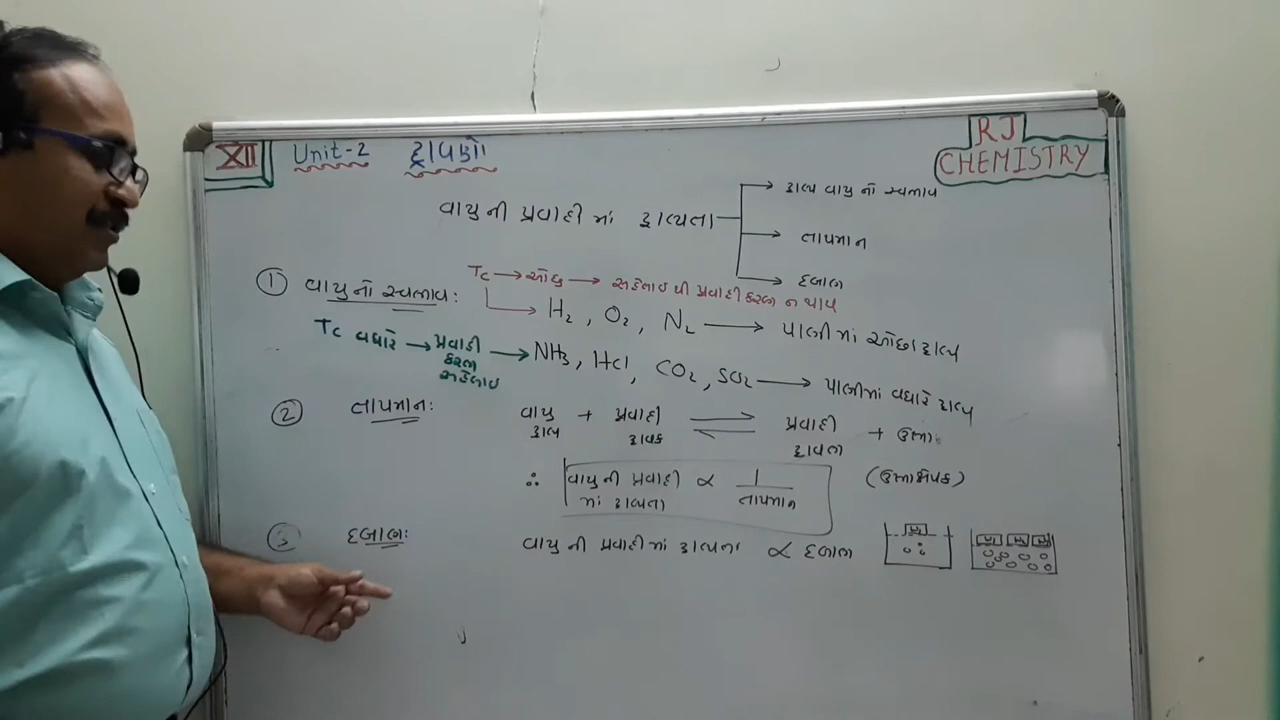 XII Unit-2 દ્રાવણો
RJ
CHEMISTRY
વાયુની પ્રવાહીમાં દ્રાવ્યતા
દ્રાવ્ય વાયુનો સ્વભાવ
તાપમાન
દબાણ
① વાયુનો સ્વભાવ:
Tc → ઓછુ → સહેલાઇથી પ્રવાહીકરણ ન થાય
H₂, O₂, N₂ → પાણીમાં ઓછા દ્રાવ્ય
Tc વધારે → પ્રવાહી કરણ સહેલાઇ → NH₃, HCl, CO₂, SO₂ → પાણીમાં વધારે દ્રાવ્ય
② તાપમાન:
વાયુ + પ્રવાહી ⇌ પ્રવાહી + ઉષ્મા
દ્રાવ્ય દ્રાવક દ્રાવણ
(ઉષ્માક્ષેપક)
∴ વાયુની પ્રવાહી ∝ 1
માં દ્રાવ્યતા તાપમાન
③ દબાણ:
વાયુની પ્રવાહીમાં દ્રાવ્યતા ∝ દબાણ